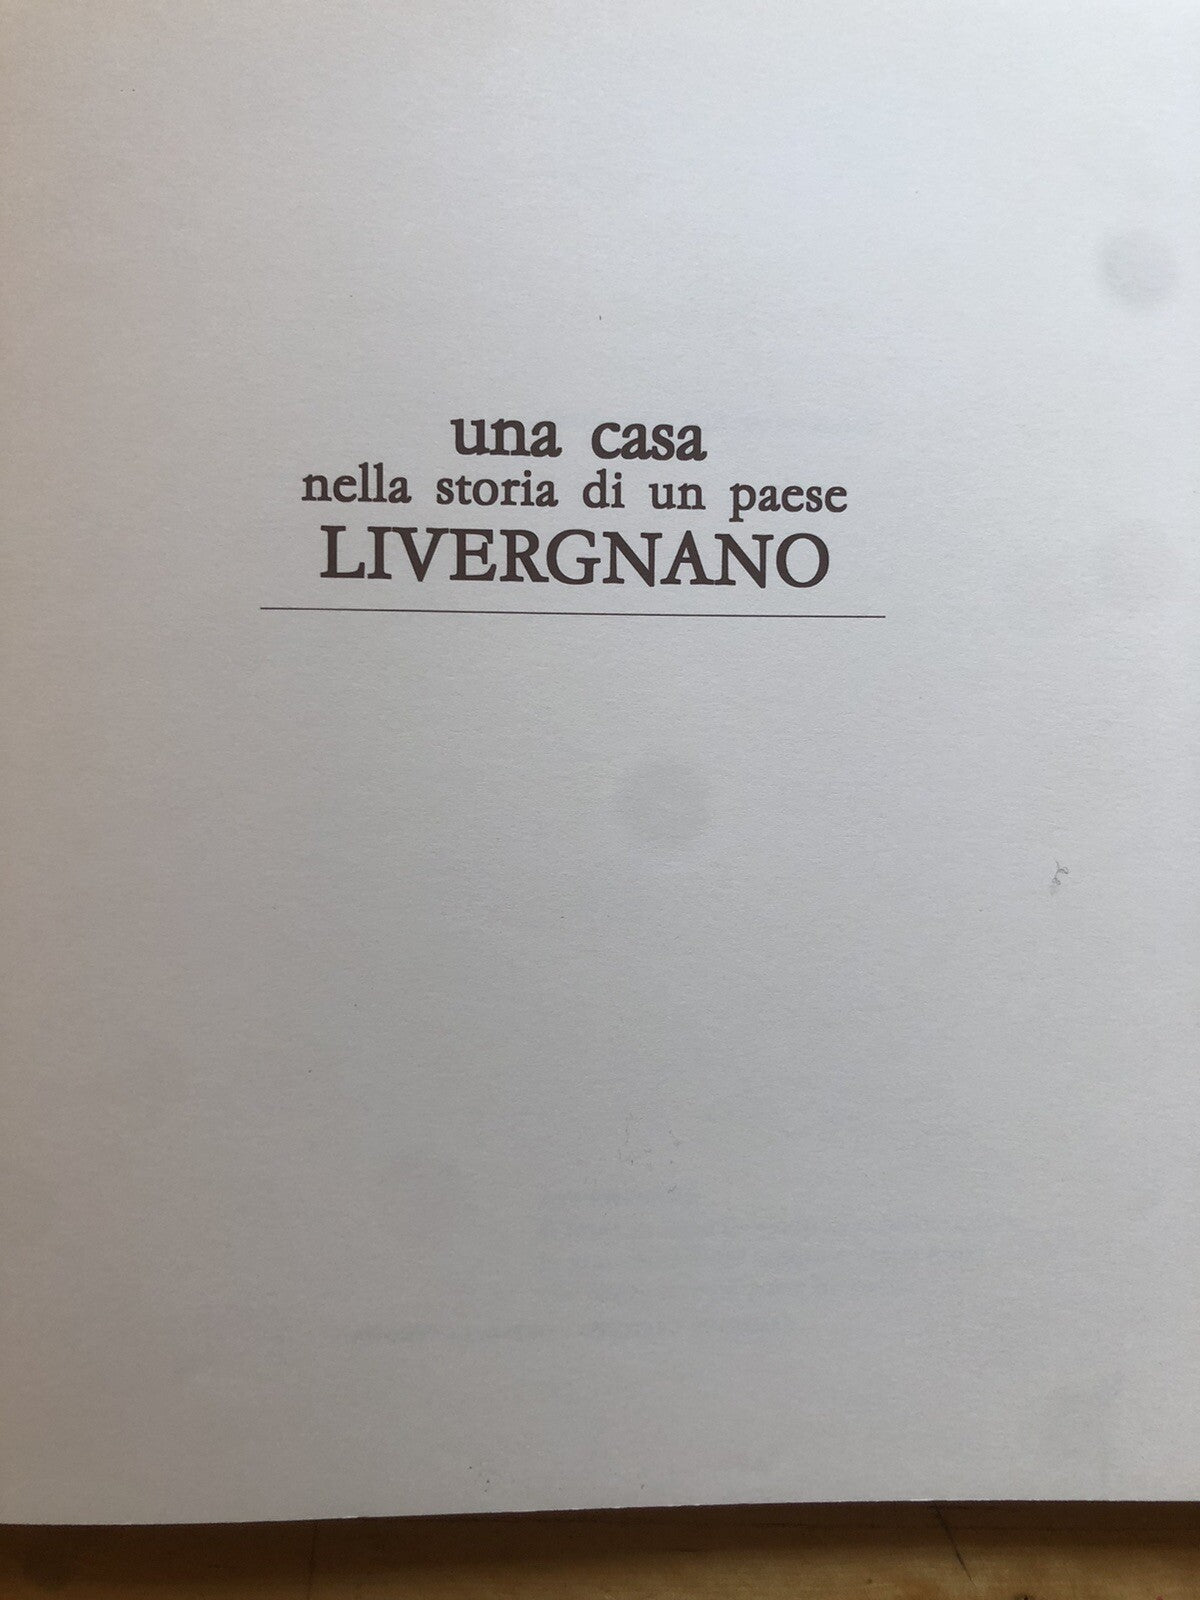 una casa
nella storia di un paese
LIVERGNANO